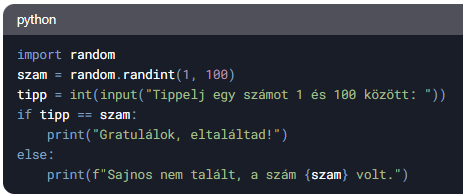 python
import random
szam = random.randint(1, 100)
tipp = int(input("Tippelj egy számot 1 és 100 között: "))
if tipp == szam:
    print("Gratulálok, eltaláltad!")
else:
    print(f"Sajnos nem talált, a szám {szam} volt.")